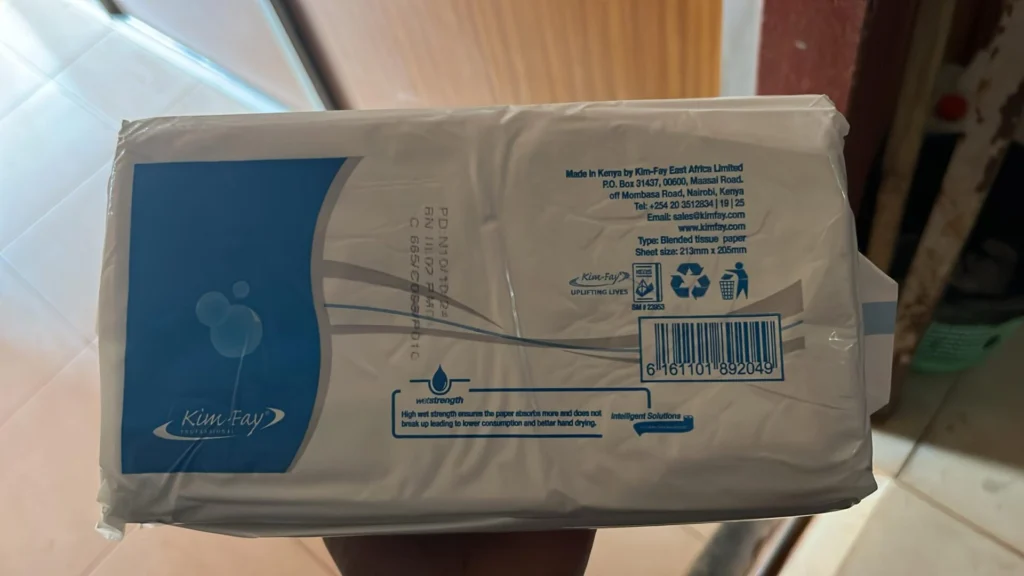 Made in Kenya by Kim-Fay East Africa Limited
P.O. Box 31437, 00600, Maasai Road.
off Mombasa Road, Nairobi, Kenya
Tel: +254 20 3512834 | 19 | 25
Email: sales@kimfay.com
www.kimfay.com
Type: Blended tissue paper
Sheet size: 213mm x 205mm
Kim-Fay
UPLIFTING LIVES
6 161101 892049
wetstrength
High wet strength ensures the paper absorbs more and does not
break up leading to lower consumption and better hand drying.
Intelligent Solutions
Kim-Fay
PROFESSIONAL